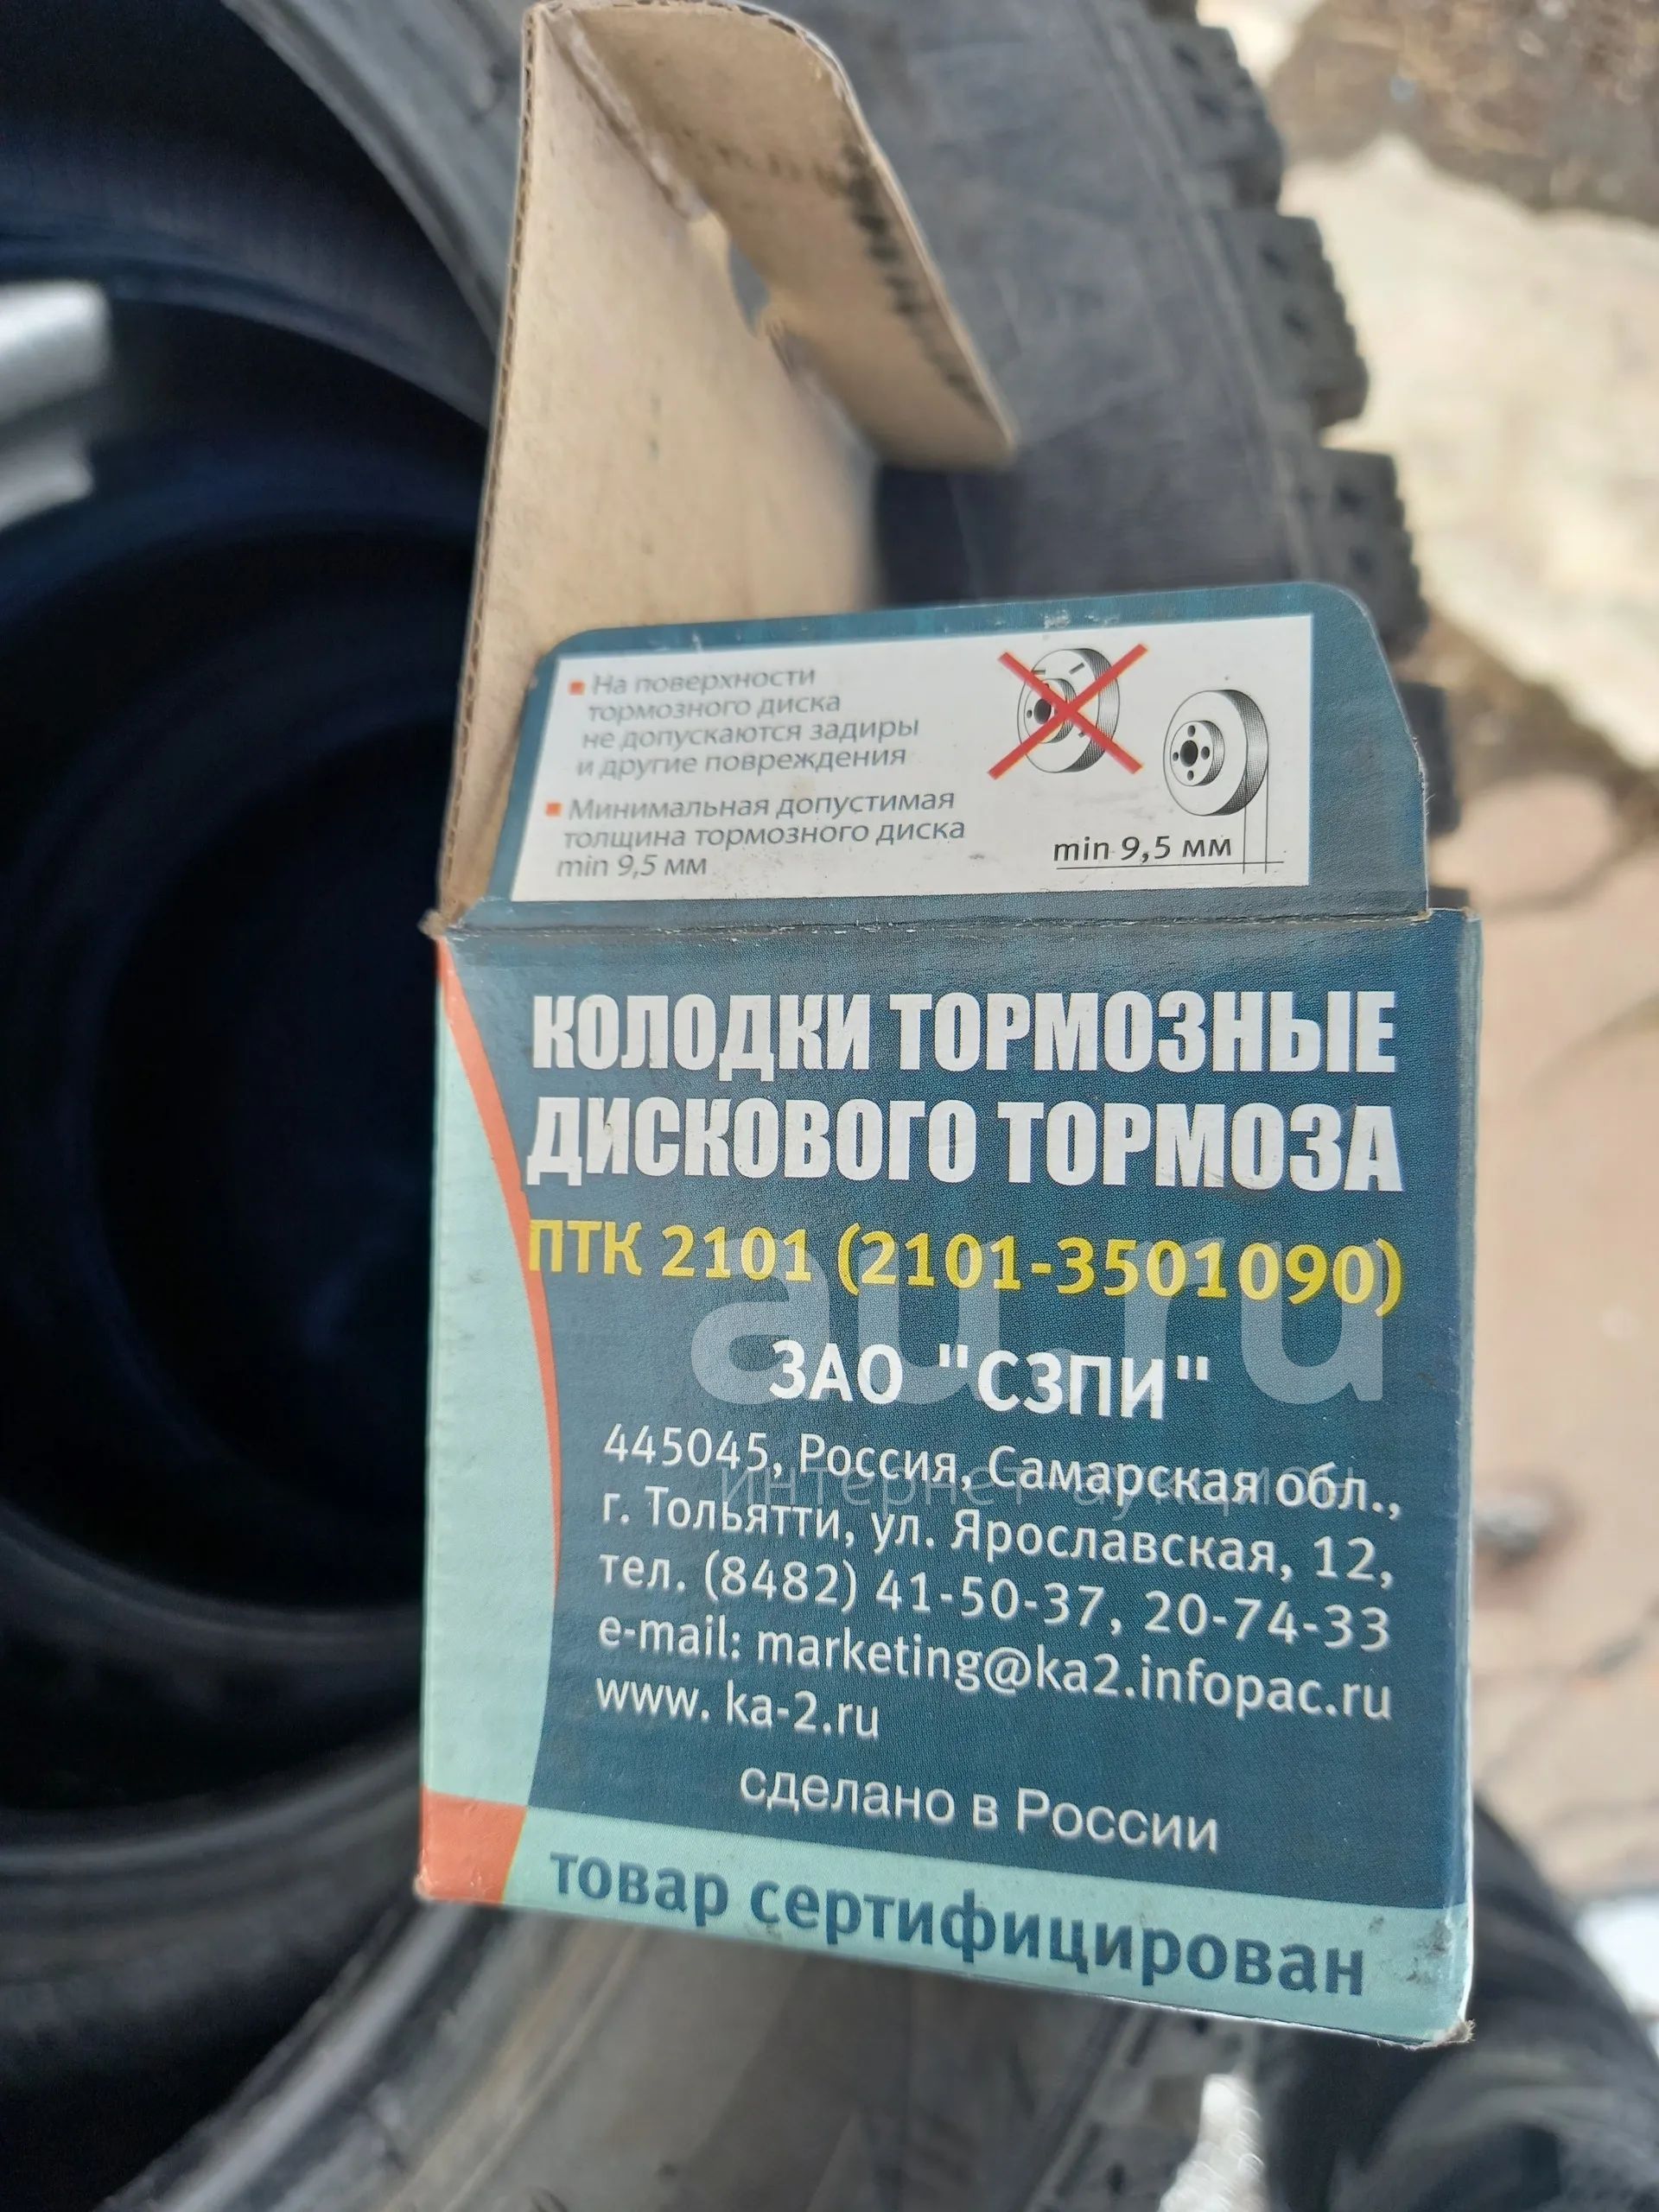 На поверхности
тормозного диска
не допускаются задиры
и другие повреждения
Минимальная допустимая
толщина тормозного диска
min 9,5 мм
min 9,5 мм
КОЛОДКИ ТОРМОЗНЫЕ
ДИСКОВОГО ТОРМОЗА
ПТК 2101 (2101-3501090)
au.ru
ЗАО "СЗПИ"
445045, Россия, Самарская обл.,
интернет аукцион
г. Тольятти, ул. Ярославская, 12,
тел. (8482) 41-50-37, 20-74-33
e-mail: marketing@ka2.infopac.ru
www. ka-2.ru
сделано в России
товар сертифицирован